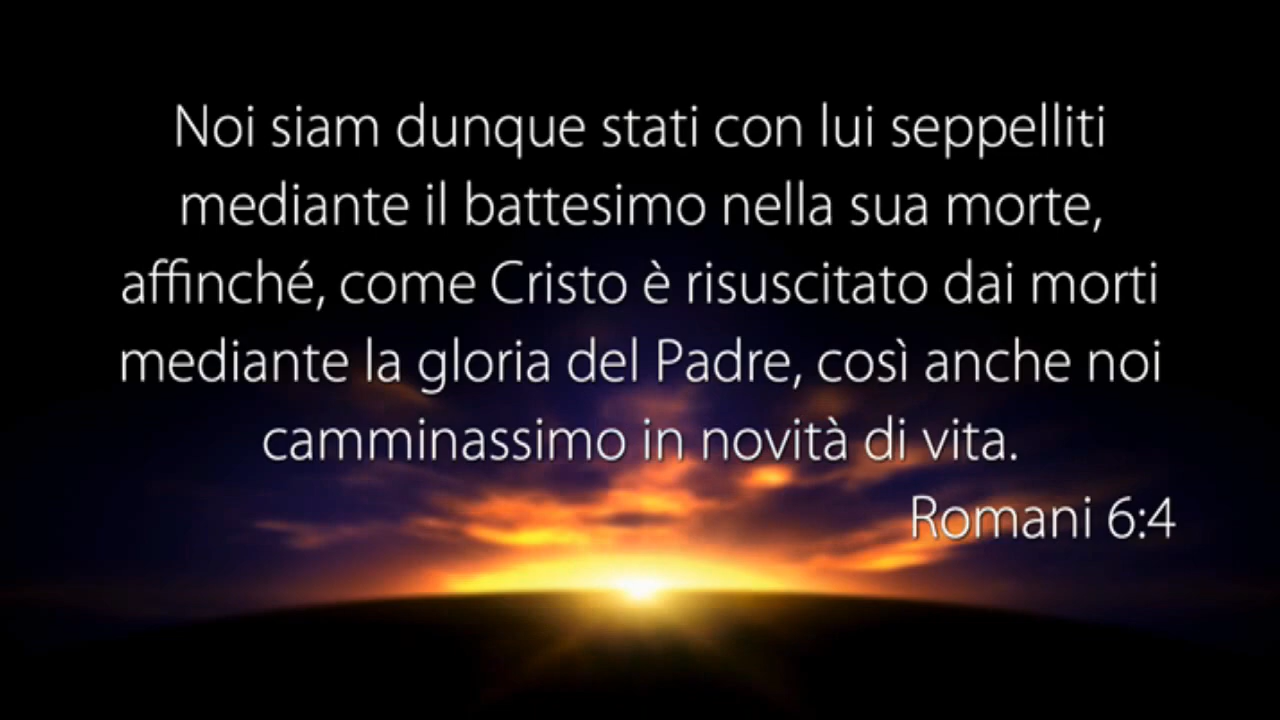 Noi siam dunque stati con lui seppelliti
mediante il battesimo nella sua morte,
affinché, come Cristo è risuscitato dai morti
mediante la gloria del Padre, così anche noi
camminassimo in novità di vita.
Romani 6:4